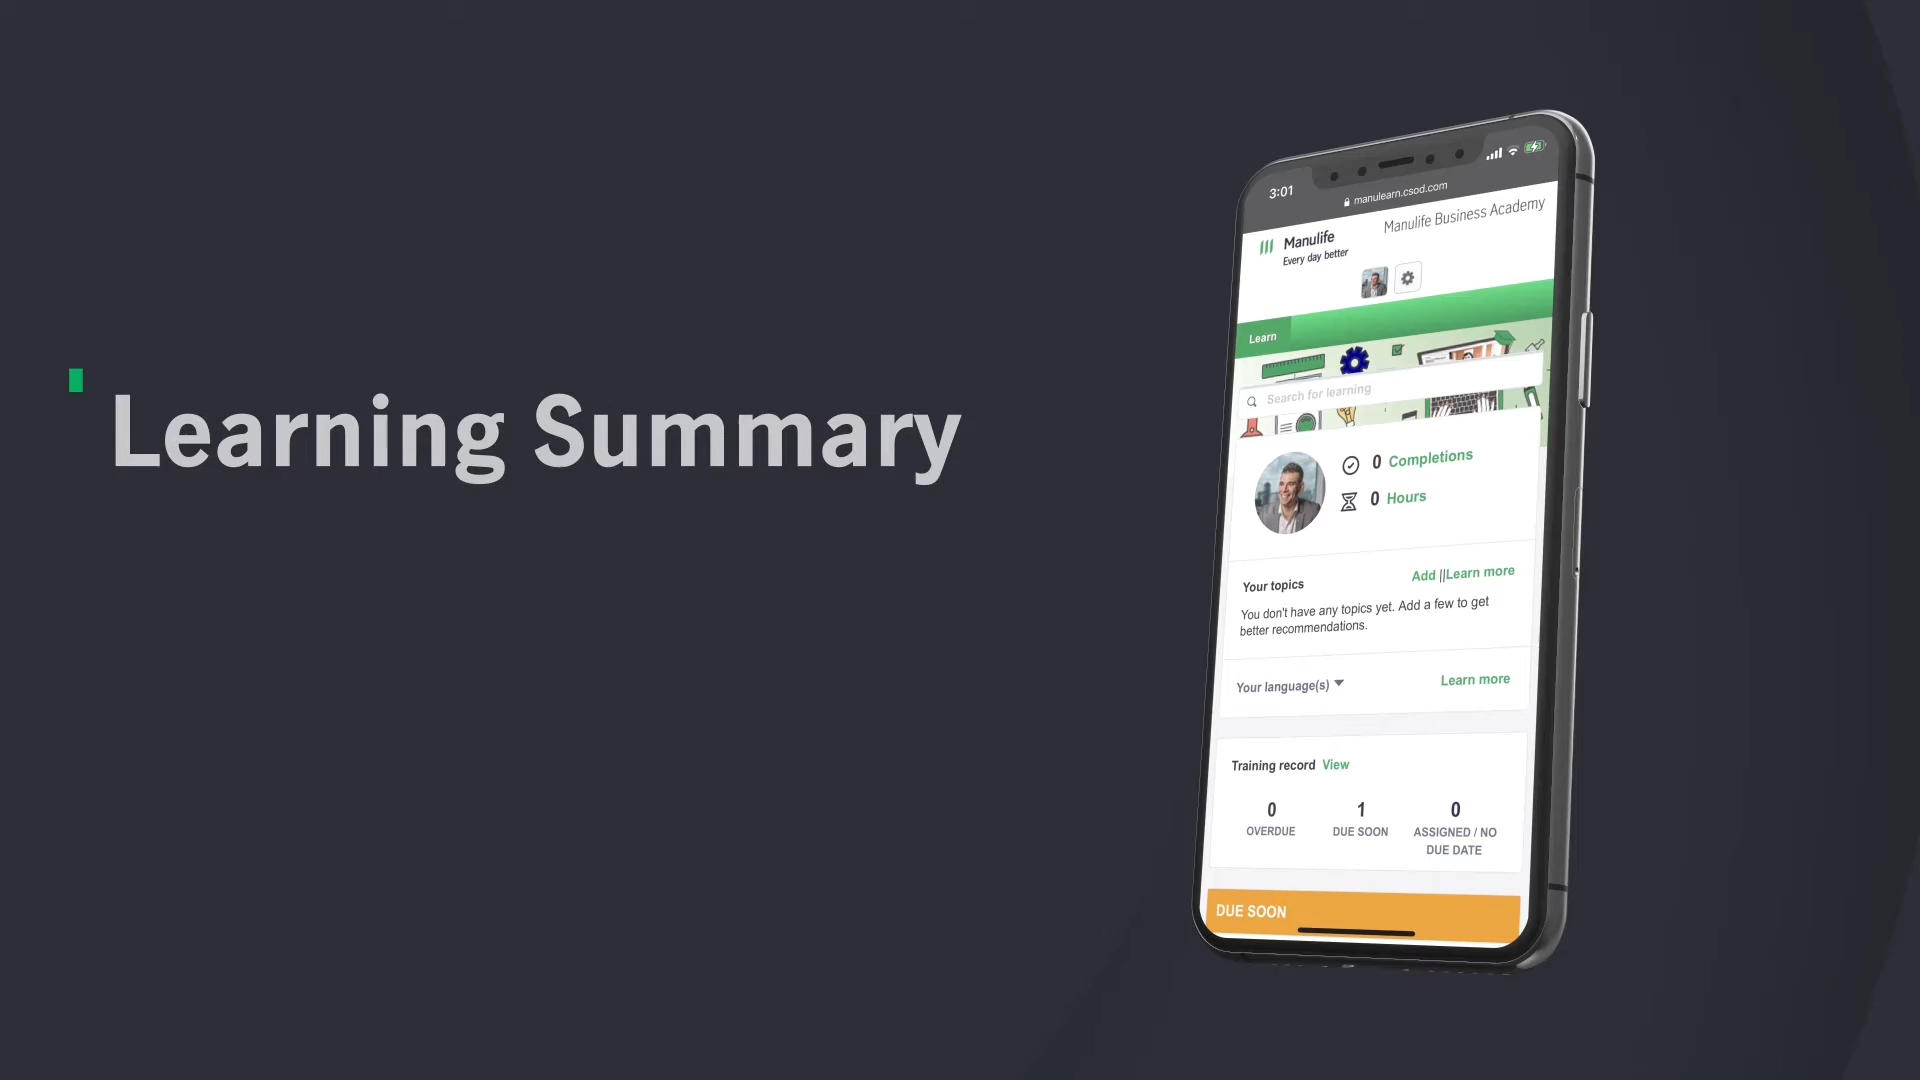 Learning Summary
3:01
manulearn.csod.com
Manulife
Every day better
Manulife Business Academy
Learn
Search for learning
0 Completions
0 Hours
Your topics
Add ||Learn more
You don't have any topics yet. Add a few to get
better recommendations.
Your language(s)
Learn more
Training record View
0
OVERDUE
1
DUE SOON
0
ASSIGNED / NO
DUE DATE
DUE SOON